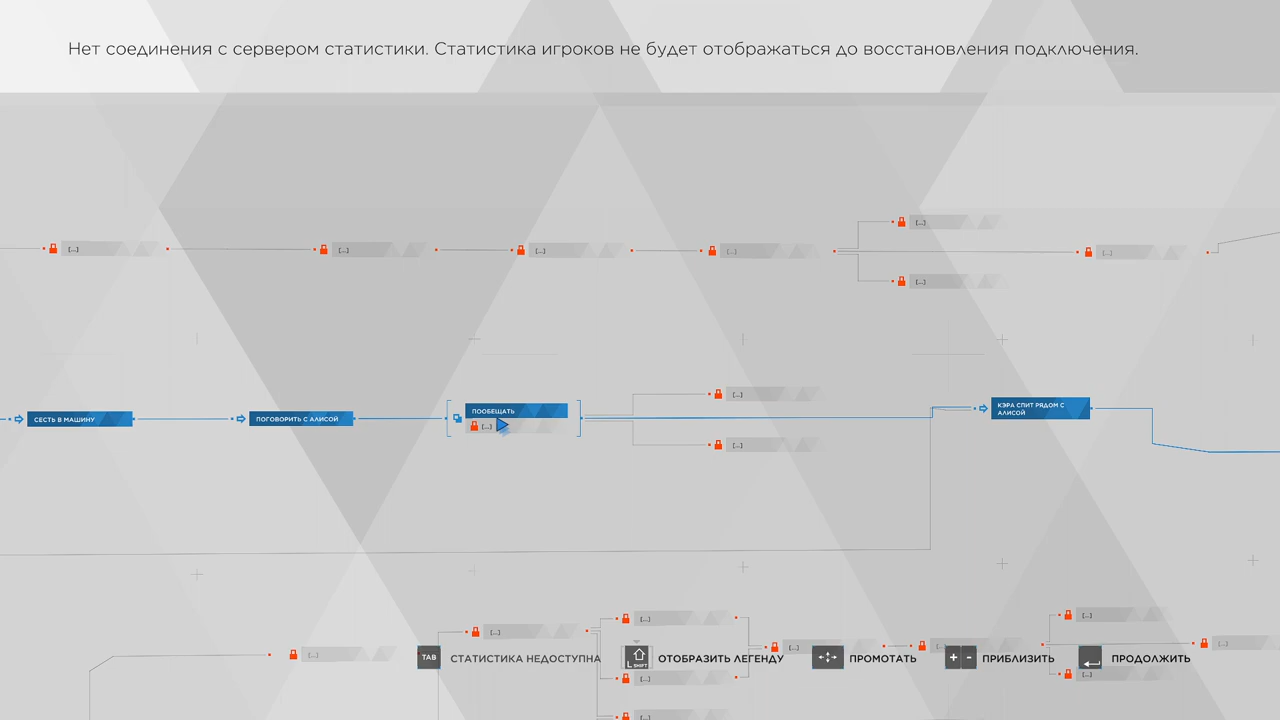 Нет соединения с сервером статистики. Статистика игроков не будет отображаться до восстановления подключения.
[...]
[...]
[...]
[...]
[...]
[...]
[...]
[...]
СЕСТЬ В МАШИНУ
ПОГОВОРИТЬ С АЛИСОЙ
ПООБЕЩАТЬ
[...]
[...]
КЭРА СПИТ РЯДОМ С
АЛИСОЙ
[...]
[...]
[...]
[...]
[...]
[...]
[...]
[...]
TAB СТАТИСТИКА НЕДОСТУПНА
L SHIFT ОТОБРАЗИТЬ ЛЕГЕНДУ
ПРОМОТАТЬ
+ - ПРИБЛИЗИТЬ
ПРОДОЛЖИТЬ
[...]
[...]
[...]